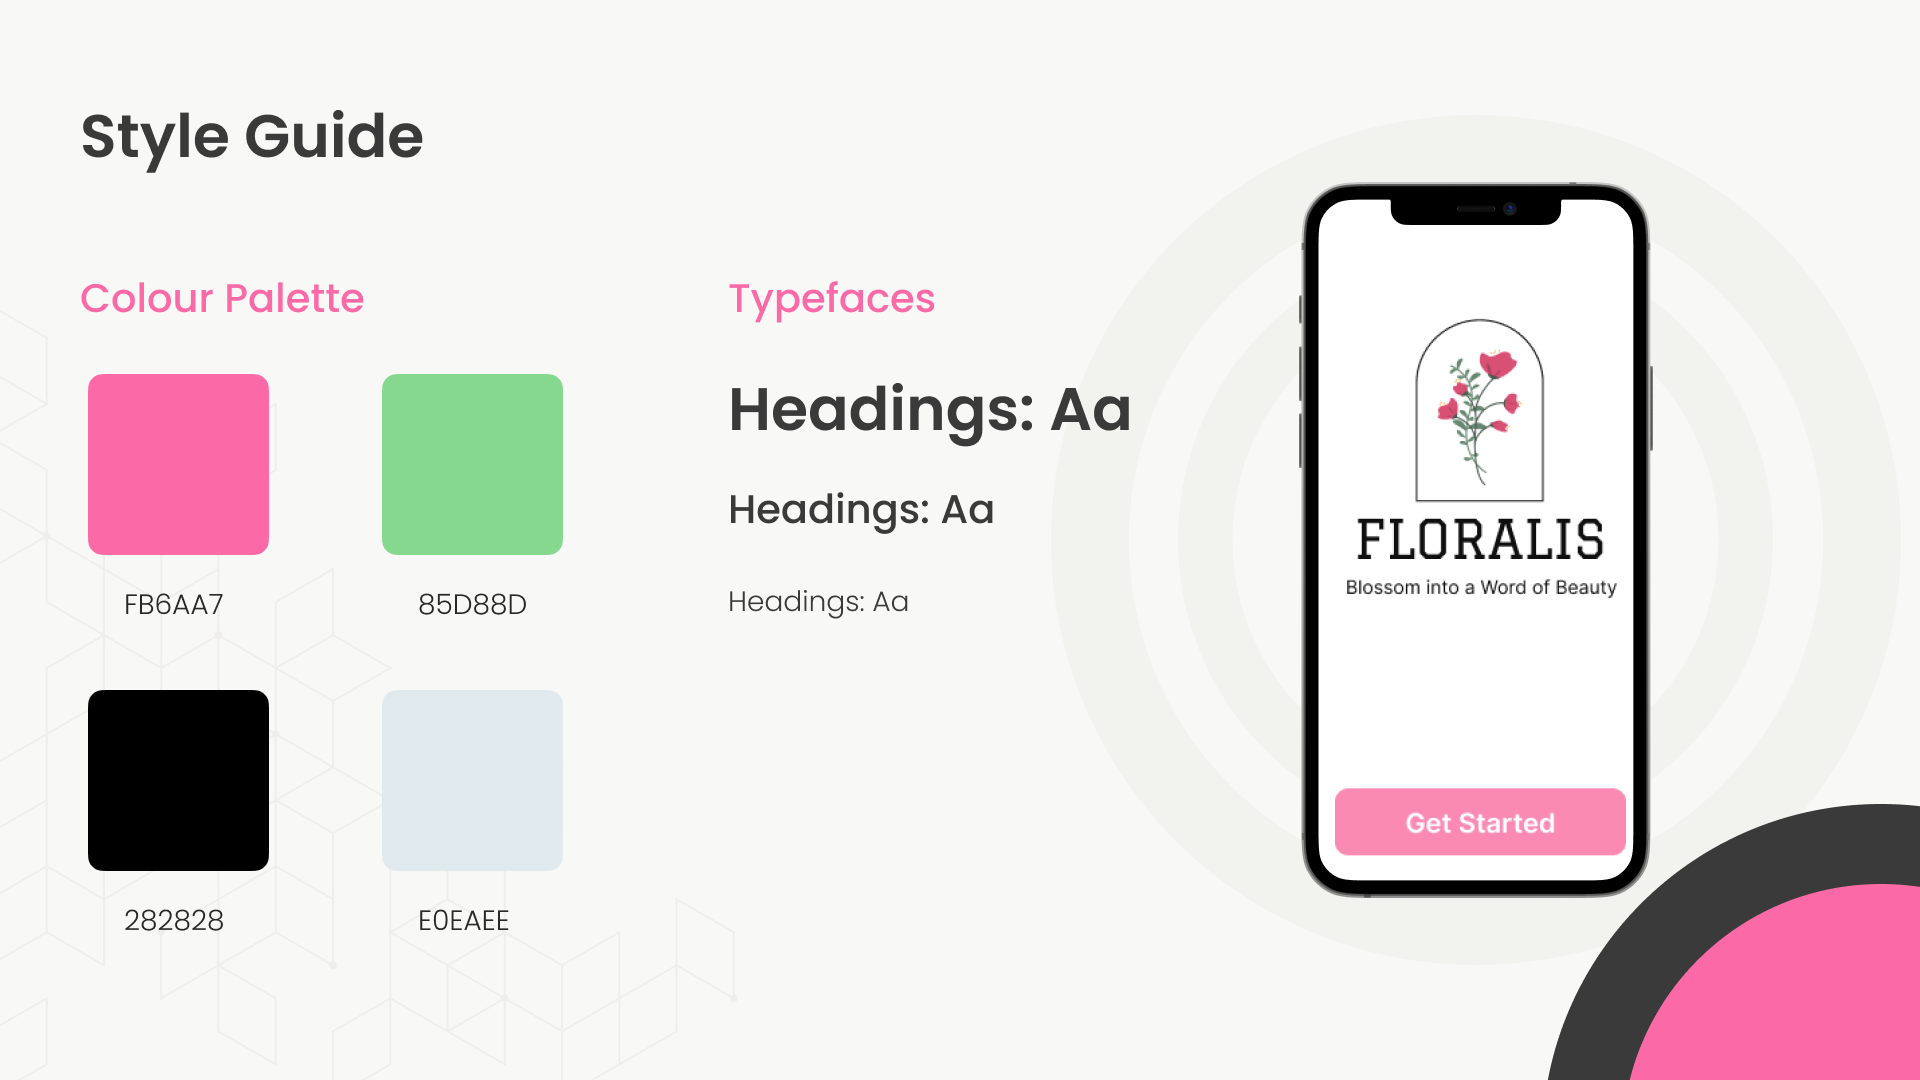 Style Guide
Colour Palette
FB6AA7
85D88D
282828
E0EAEE
Typefaces
Headings: Aa
Headings: Aa
Headings: Aa
FLORALIS
Blossom into a Word of Beauty
Get Started